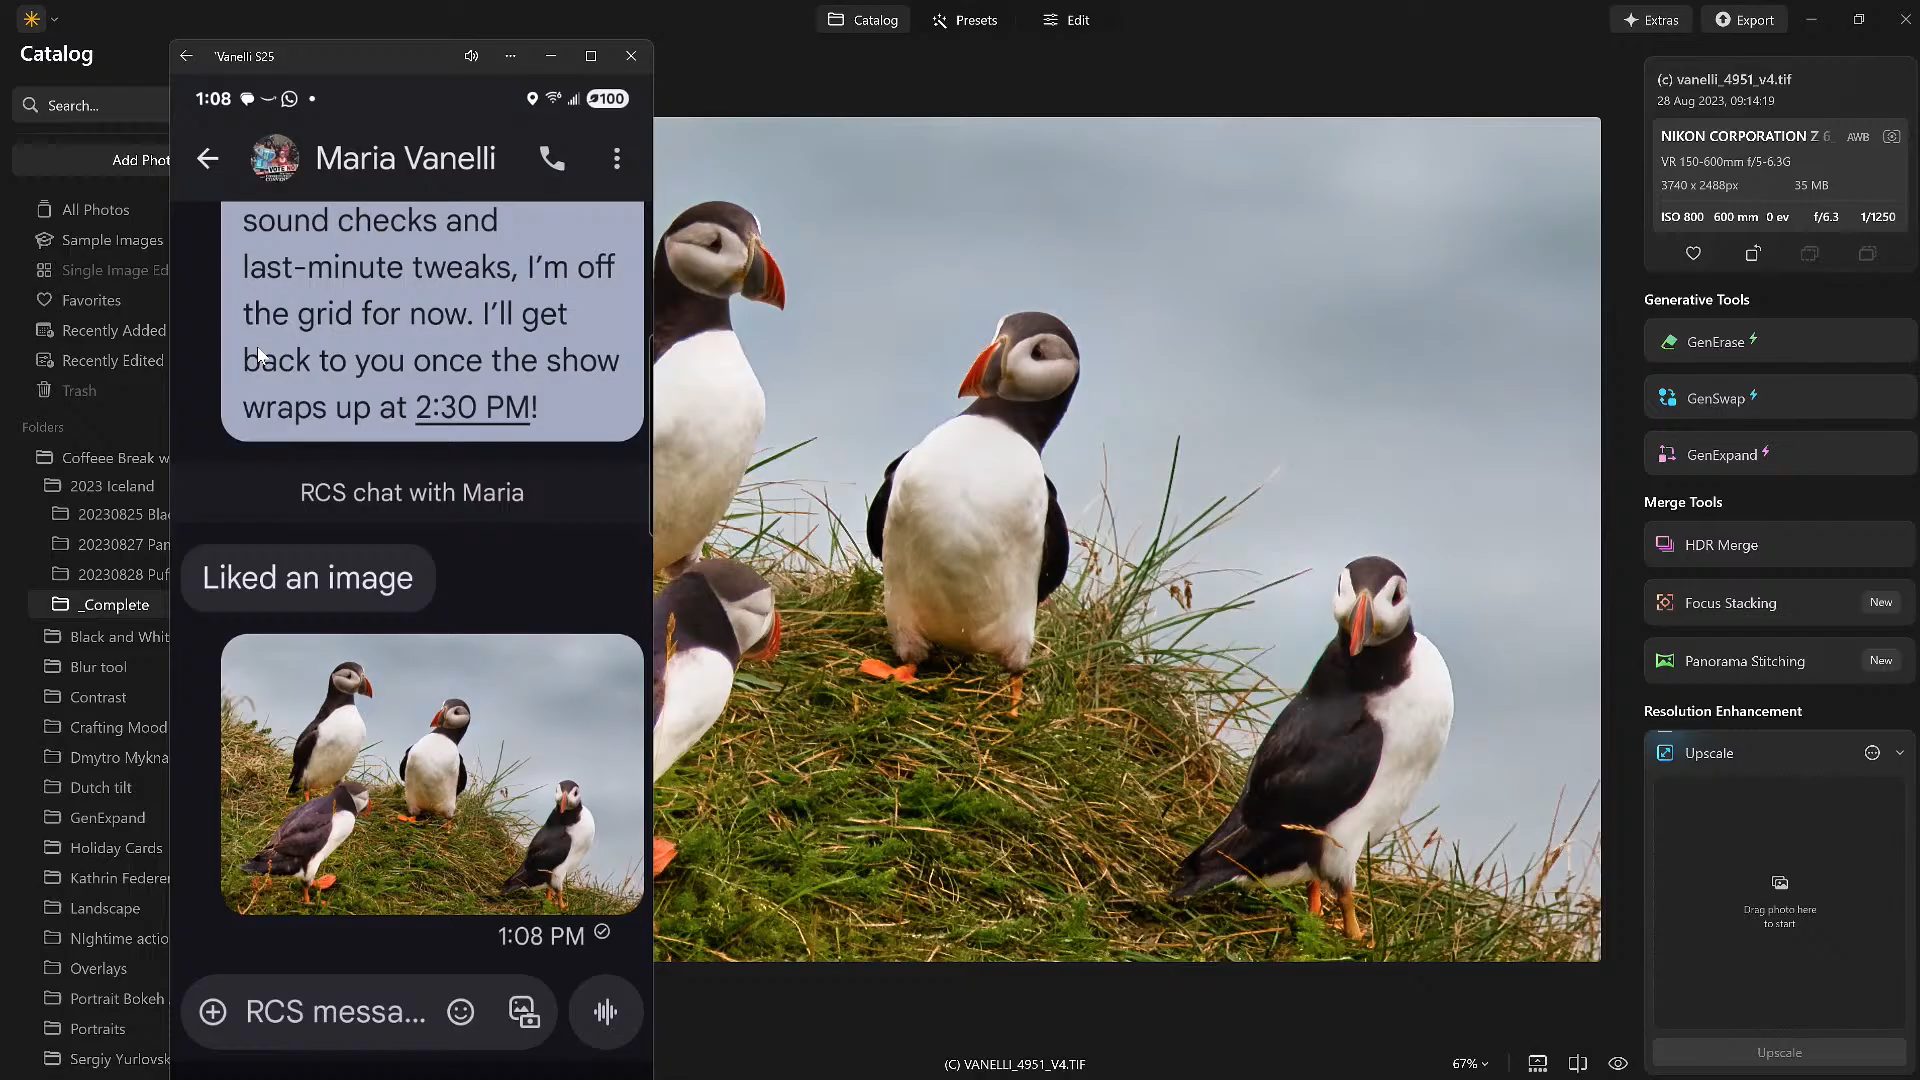 Catalog
Presets
Edit
Extras
Export
Catalog
Search...
Add Phot
All Photos
Sample Images
Single Image Ed
Favorites
Recently Added
Recently Edited
Trash
Folders
Coffeee Break w
2023 Iceland
20230825 Bla
20230827 Pan
20230828 Puf
_Complete
Black and Whit
Blur tool
Contrast
Crafting Mood
Dmytro Mykna
Dutch tilt
GenExpand
Holiday Cards
Kathrin Federer
Landscape
NIghtime actio
Overlays
Portrait Bokeh
Portraits
Sergiy Yurlovsk
'Vanelli S25
1:08
100
Maria Vanelli
sound checks and
last-minute tweaks, I’m off
the grid for now. I’ll get
back to you once the show
wraps up at 2:30 PM!
RCS chat with Maria
Liked an image
1:08 PM
RCS messa...
VOTE NO
(C) VANELLI_4951_V4.TIF
67%
(c) vanelli_4951_v4.tif
28 Aug 2023, 09:14:19
NIKON CORPORATION Z 6 AWB
VR 150-600mm f/5-6.3G
3740 x 2488px 35 MB
ISO 800 600 mm 0 ev f/6.3 1/1250
Generative Tools
GenErase
GenSwap
GenExpand
Merge Tools
HDR Merge
Focus Stacking New
Panorama Stitching New
Resolution Enhancement
Upscale
Drag photo here
to start
Upscale